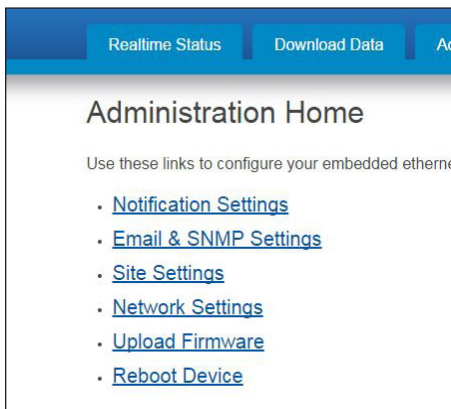 Realtime Status Download Data
Administration Home
Use these links to configure your embedded
Notification Settings
Email & SNMP Settings
Site Settings
Network Settings
Upload Firmware
Reboot Device